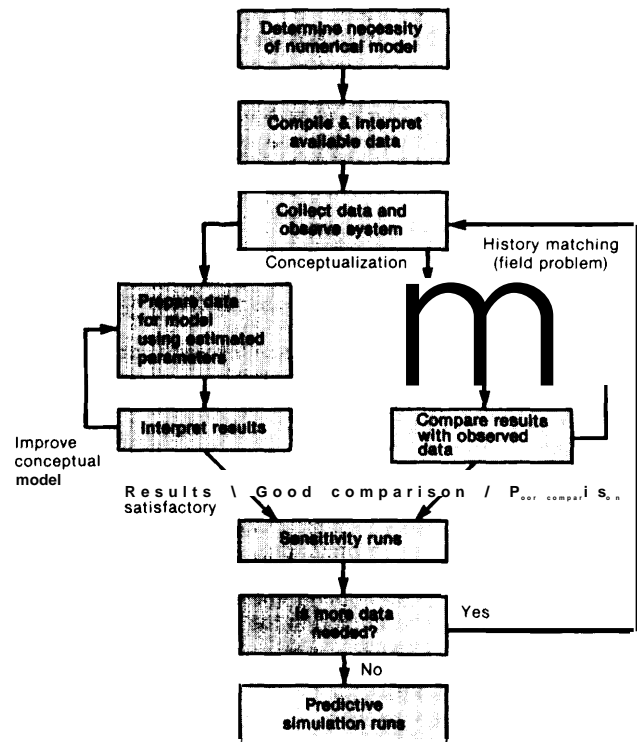 Determine necessity
of numerical model
Compile & interpret
available data
Collect data and
observe system
Conceptualization
History matching
(field problem)
Prepare data
for model
using estimated
parameters
m
Interpret results
Compare results
with observed
data
Improve
conceptual
model
Results \ Good comparison / Poor comparison
satisfactory
Sensitivity runs
Is more data
needed?
Yes
No
Predictive
simulation runs